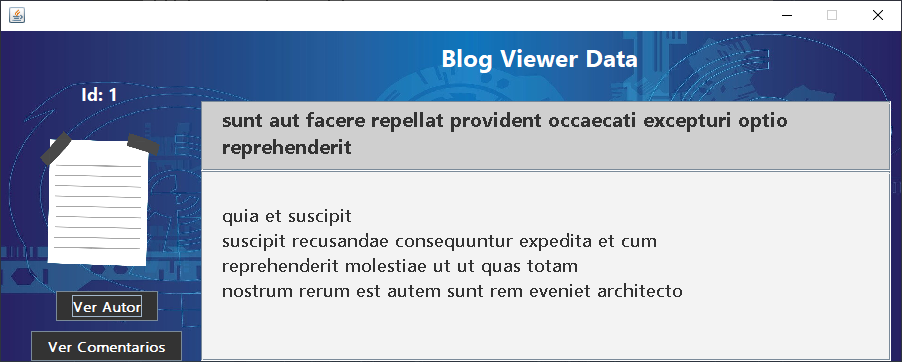 Blog Viewer Data
Id: 1
sunt aut facere repellat provident occaecati excepturi optio
reprehenderit
quia et suscipit
suscipit recusandae consequuntur expedita et cum
reprehenderit molestiae ut ut quas totam
nostrum rerum est autem sunt rem eveniet architecto
Ver Autor
Ver Comentarios